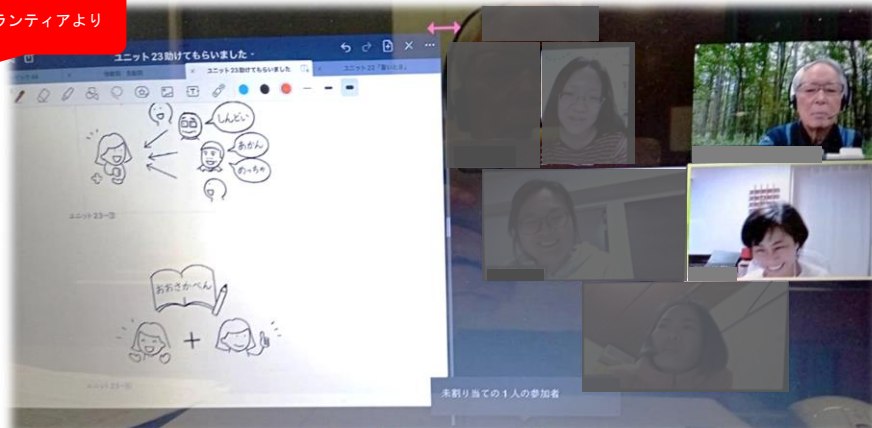 ランティアより
ユニット23助けてもらいました
ユニット23助けてもらいました
ユニット22「着いたら」
しんどい
あかん
めっちゃ
ユニット23-③
おおさかべん
+
未割り当ての1人の参加者